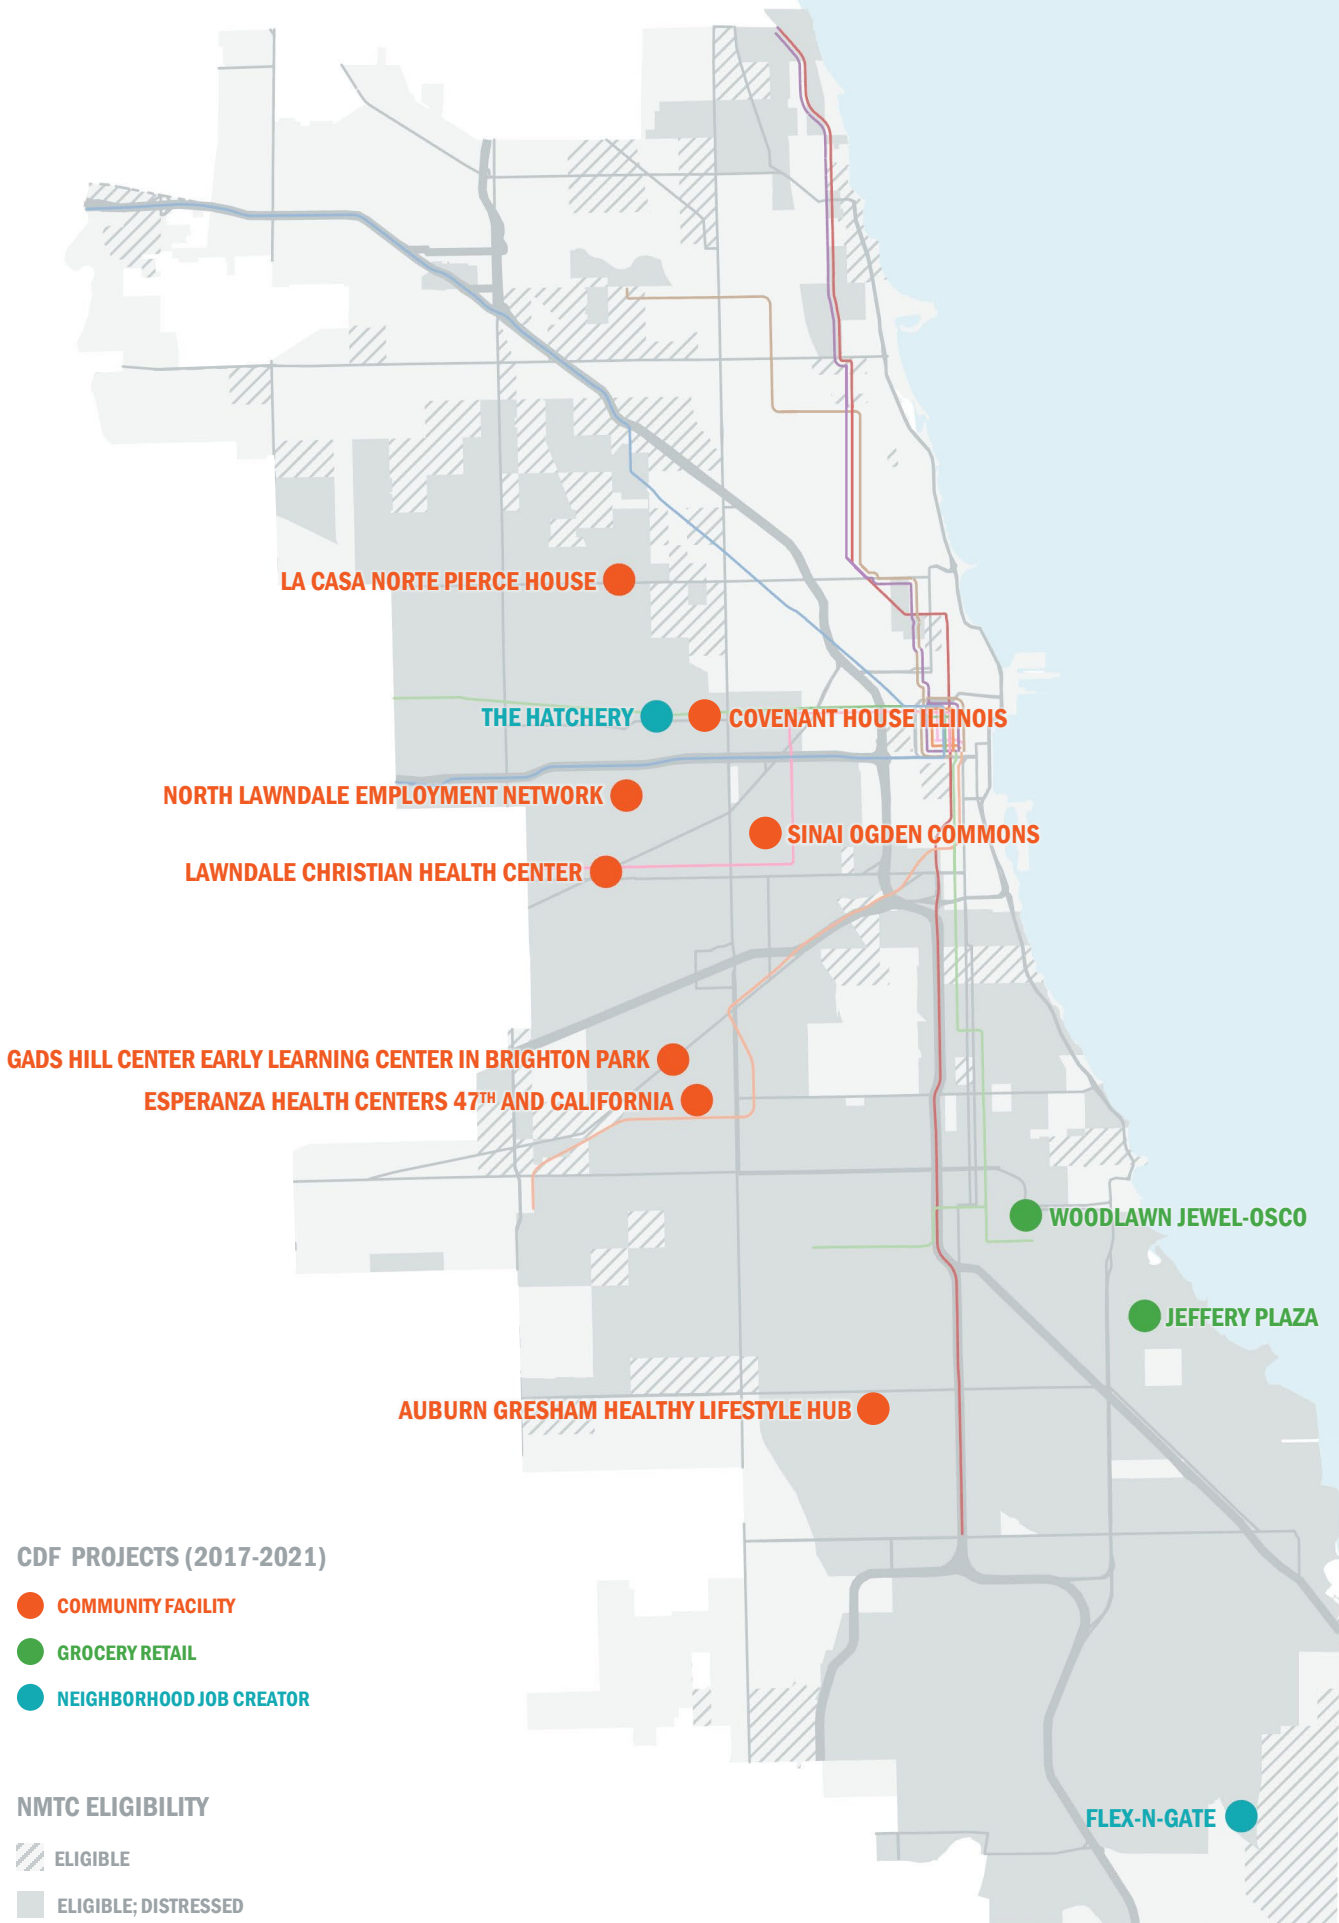 LA CASA NORTE PIERCE HOUSE
THE HATCHERY
COVENANT HOUSE ILLINOIS
NORTH LAWNDALE EMPLOYMENT NETWORK
SINAI OGDEN COMMONS
LAWNDALE CHRISTIAN HEALTH CENTER
GADS HILL CENTER EARLY LEARNING CENTER IN BRIGHTON PARK
ESPERANZA HEALTH CENTERS 47TH AND CALIFORNIA
WOODLAWN JEWEL-OSCO
JEFFERY PLAZA
AUBURN GRESHAM HEALTHY LIFESTYLE HUB
CDF PROJECTS (2017-2021)
COMMUNITY FACILITY
GROCERY RETAIL
NEIGHBORHOOD JOB CREATOR
NMTC ELIGIBILITY
FLEX-N-GATE
ELIGIBLE
ELIGIBLE; DISTRESSED